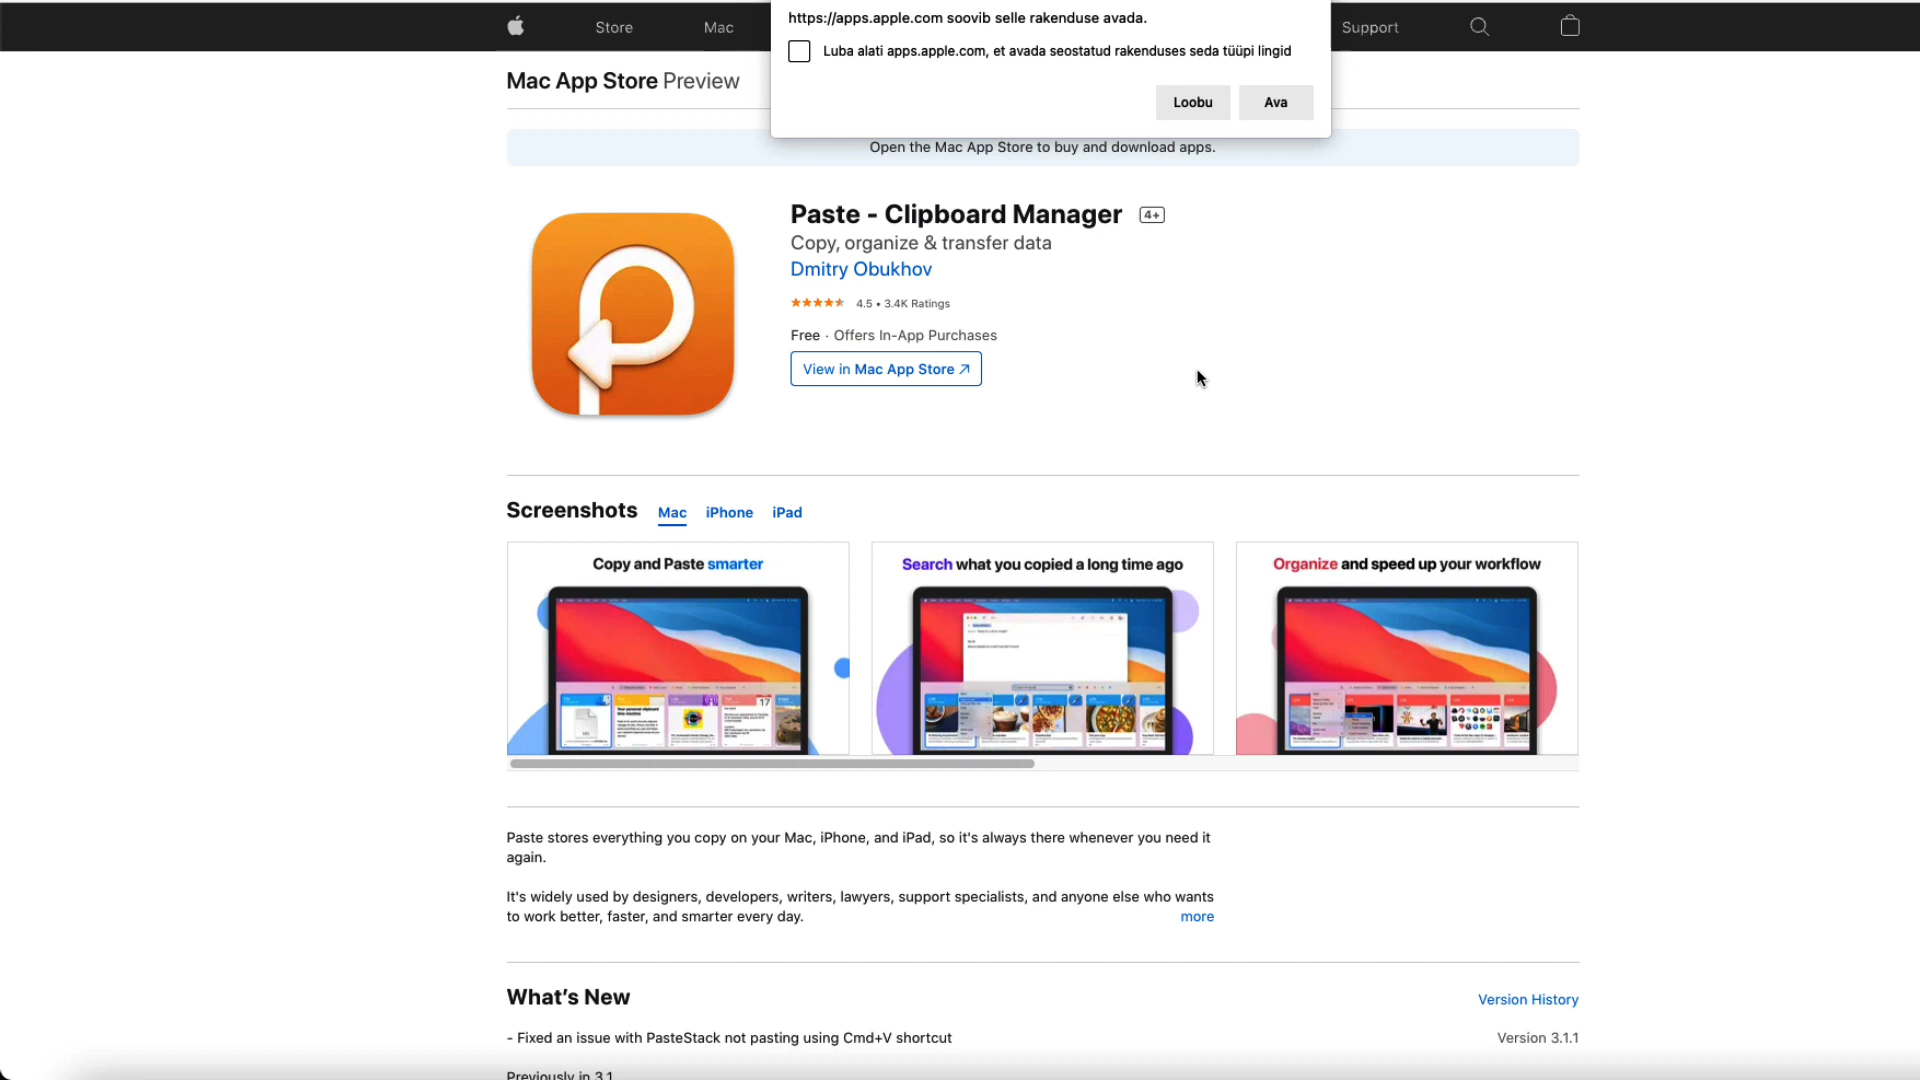 Store
Mac
Support
https://apps.apple.com soovib selle rakenduse avada.
Luba alati apps.apple.com, et avada seostatud rakenduses seda tüüpi lingid
Loobu
Ava
Mac App Store Preview
Open the Mac App Store to buy and download apps.
Paste - Clipboard Manager 4+
Copy, organize & transfer data
Dmitry Obukhov
4.5 • 3.4K Ratings
Free · Offers In-App Purchases
View in Mac App Store ↗
Screenshots
Mac
iPhone
iPad
Copy and Paste smarter
Search what you copied a long time ago
Organize and speed up your workflow
17
Paste stores everything you copy on your Mac, iPhone, and iPad, so it's always there whenever you need it
again.
It's widely used by designers, developers, writers, lawyers, support specialists, and anyone else who wants
to work better, faster, and smarter every day.
more
What's New
Version History
- Fixed an issue with PasteStack not pasting using Cmd+V shortcut
Version 3.1.1
Previously in 3.1